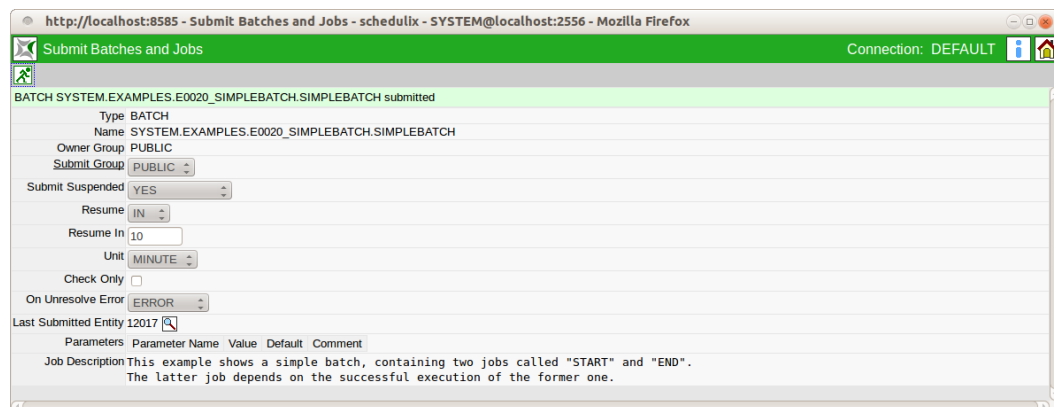 http://localhost:8585 - Submit Batches and Jobs - schedulix - SYSTEM@localhost:2556 - Mozilla Firefox
Submit Batches and Jobs Connection: DEFAULT
BATCH SYSTEM.EXAMPLES.E0020_SIMPLEBATCH.SIMPLEBATCH submitted
Type BATCH
Name SYSTEM.EXAMPLES.E0020_SIMPLEBATCH.SIMPLEBATCH
Owner Group PUBLIC
Submit Group PUBLIC
Submit Suspended YES
Resume IN
Resume In 10
Unit MINUTE
Check Only
On Unresolve Error ERROR
Last Submitted Entity 12017
Parameters Parameter Name Value Default Comment
Job Description This example shows a simple batch, containing two jobs called "START" and "END".
The latter job depends on the successful execution of the former one.